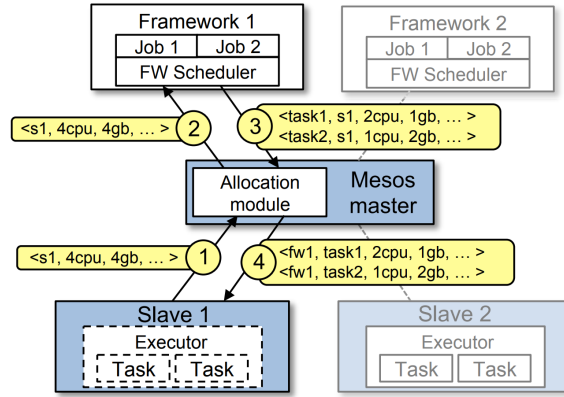 Framework 1
Job 1 Job 2
FW Scheduler
Framework 2
Job 1 Job 2
FW Scheduler
<s1, 4cpu, 4gb, … >
2
3
<task1, s1, 2cpu, 1gb, … >
<task2, s1, 1cpu, 2gb, … >
Allocation
module
Mesos
master
<s1, 4cpu, 4gb, … >
1
4
<fw1, task1, 2cpu, 1gb, … >
<fw1, task2, 1cpu, 2gb, … >
Slave 1
Executor
Task Task
Slave 2
Executor
Task Task